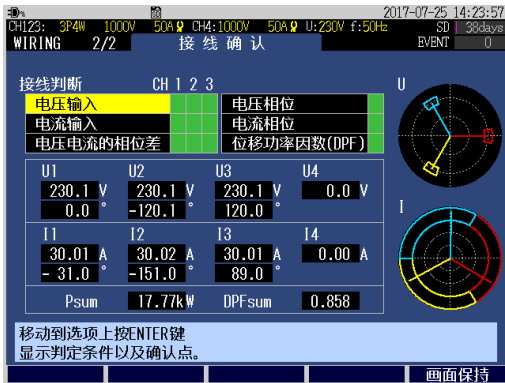 2017-07-25 14:23:57
CH123: 3P4W 1000V 50A CH4:1000V 50A U:230V f:50Hz SD 38days
WIRING 2/2 接线确认 EVENT 0
接线判断 CH 1 2 3 U
电压输入 电压相位
电流输入 电流相位
电压电流的相位差 位移功率因数(DPF)
U1 U2 U3 U4
230.1 V 230.1 V 230.1 V 0.0 V
0.0 ° -120.1 ° 120.0 °
I
I1 I2 I3 I4
30.01 A 30.02 A 30.01 A 0.00 A
- 31.0 ° -151.0 ° 89.0 °
Psum 17.77kW DPFsum 0.858
移动到选项上按ENTER键
显示判定条件以及确认点。
画面保持